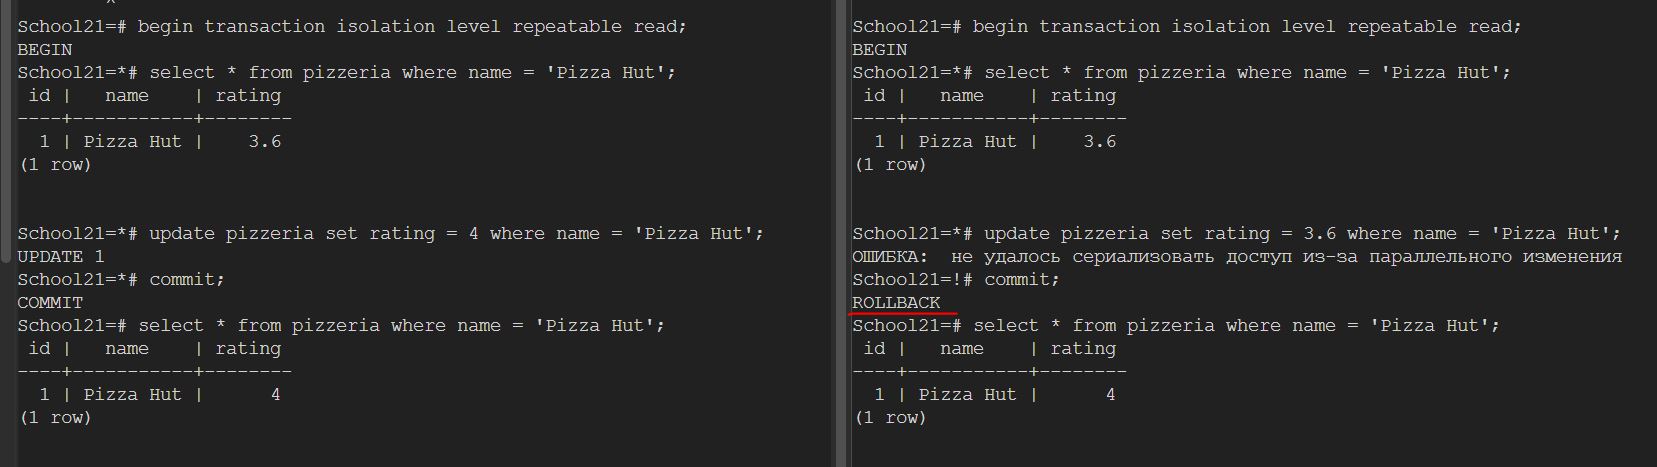 School21=# begin transaction isolation level repeatable read;
BEGIN
School21=*# select * from pizzeria where name = 'Pizza Hut';
 id |   name    | rating
----+-----------+--------
  1 | Pizza Hut |    3.6
(1 row)
School21=*# update pizzeria set rating = 4 where name = 'Pizza Hut';
UPDATE 1
School21=*# commit;
COMMIT
School21=# select * from pizzeria where name = 'Pizza Hut';
 id |   name    | rating
----+-----------+--------
  1 | Pizza Hut |      4
(1 row)
School21=# begin transaction isolation level repeatable read;
BEGIN
School21=*# select * from pizzeria where name = 'Pizza Hut';
 id |   name    | rating
----+-----------+--------
  1 | Pizza Hut |    3.6
(1 row)
School21=*# update pizzeria set rating = 3.6 where name = 'Pizza Hut';
ОШИБКА:  не удалось сериализовать доступ из-за параллельного изменения
School21=!# commit;
ROLLBACK
School21=# select * from pizzeria where name = 'Pizza Hut';
 id |   name    | rating
----+-----------+--------
  1 | Pizza Hut |      4
(1 row)